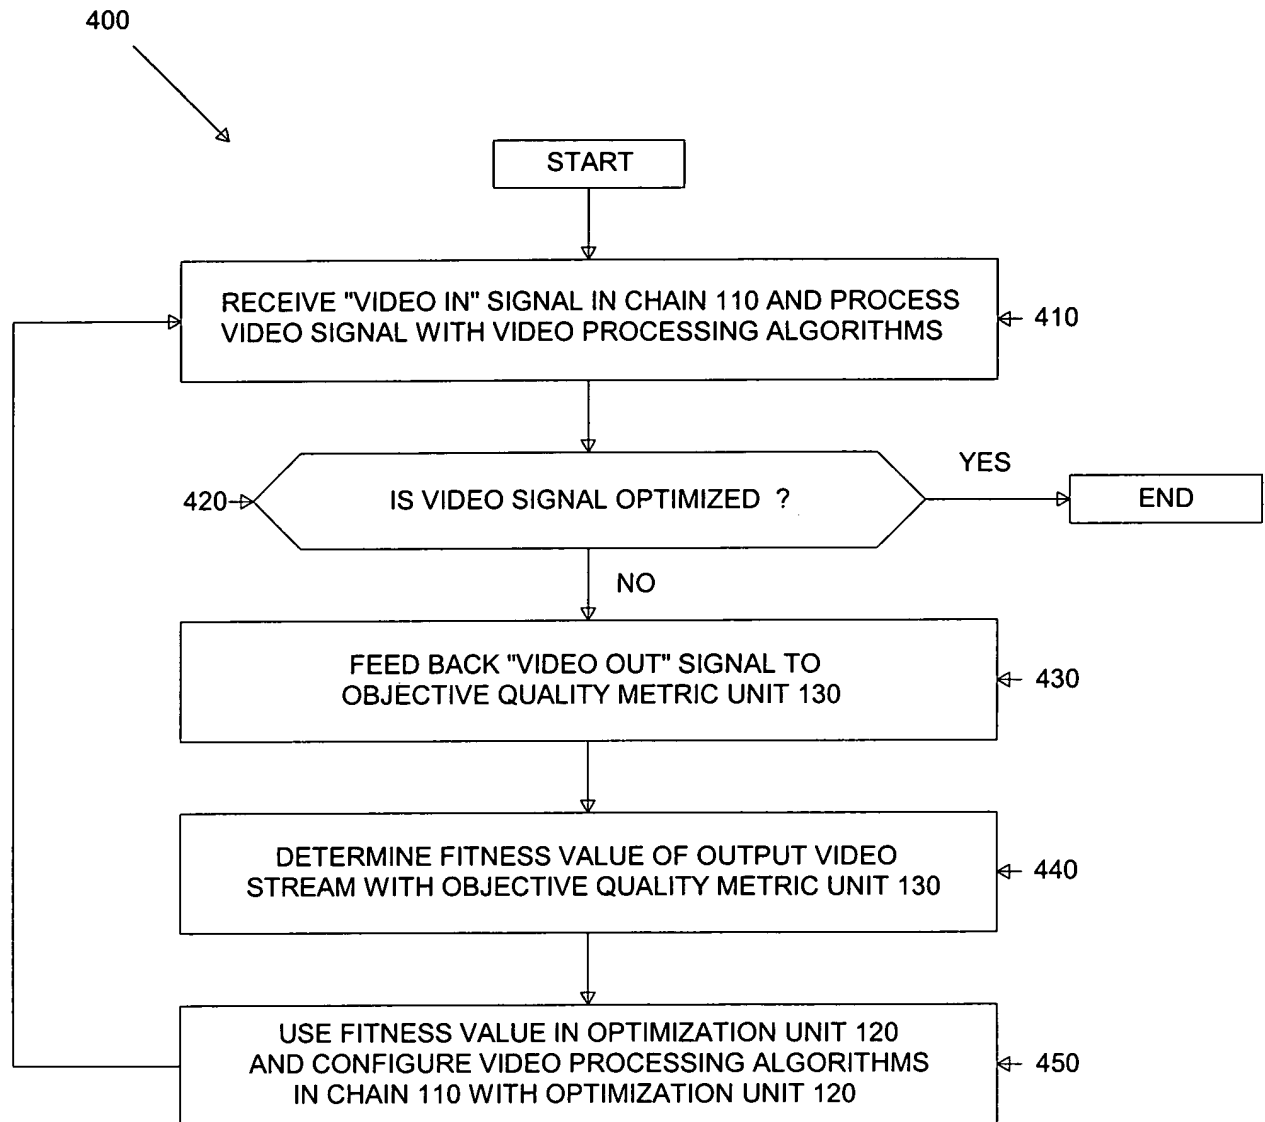 400
START
RECEIVE "VIDEO IN" SIGNAL IN CHAIN 110 AND PROCESS
VIDEO SIGNAL WITH VIDEO PROCESSING ALGORITHMS
410
YES
420
IS VIDEO SIGNAL OPTIMIZED ?
END
NO
FEED BACK "VIDEO OUT" SIGNAL TO
OBJECTIVE QUALITY METRIC UNIT 130
430
DETERMINE FITNESS VALUE OF OUTPUT VIDEO
STREAM WITH OBJECTIVE QUALITY METRIC UNIT 130
440
USE FITNESS VALUE IN OPTIMIZATION UNIT 120
AND CONFIGURE VIDEO PROCESSING ALGORITHMS
IN CHAIN 110 WITH OPTIMIZATION UNIT 120
450